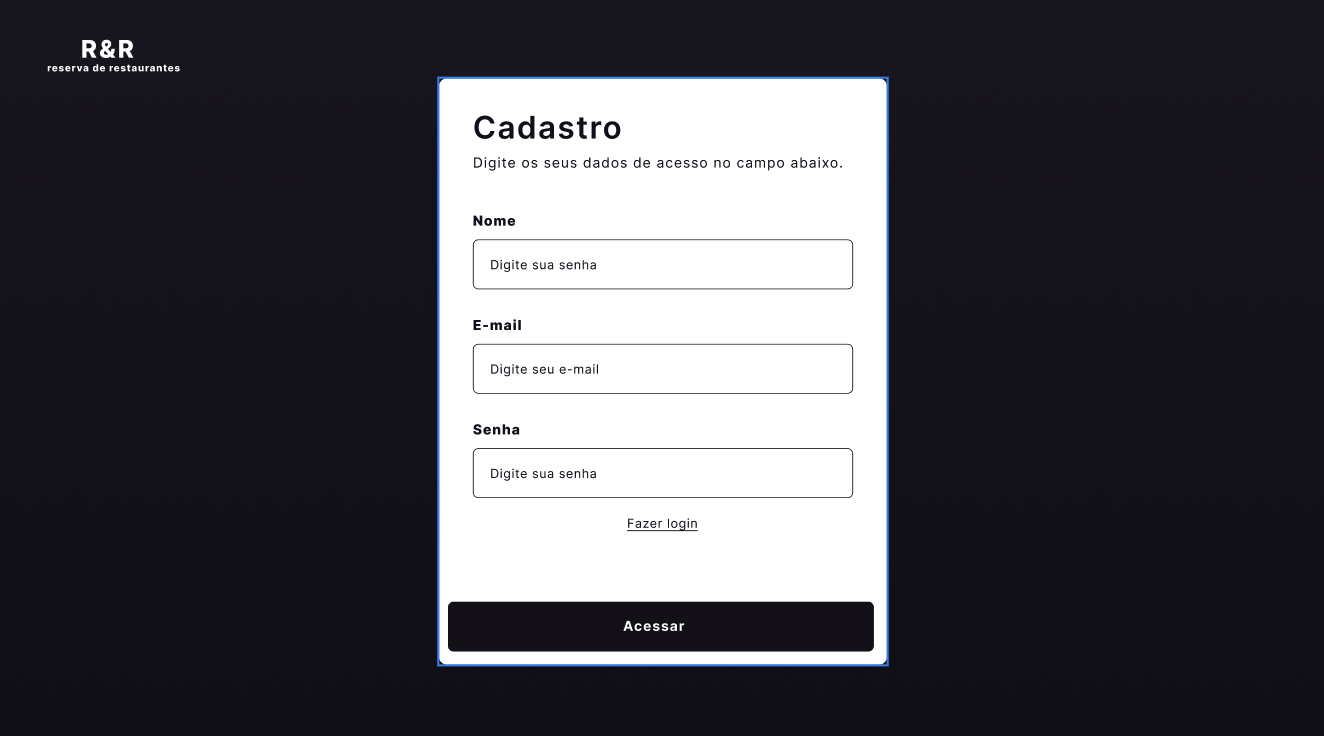 R&R
reserva de restaurantes
Cadastro
Digite os seus dados de acesso no campo abaixo.
Nome
Digite sua senha
E-mail
Digite seu e-mail
Senha
Digite sua senha
Fazer login
Acessar